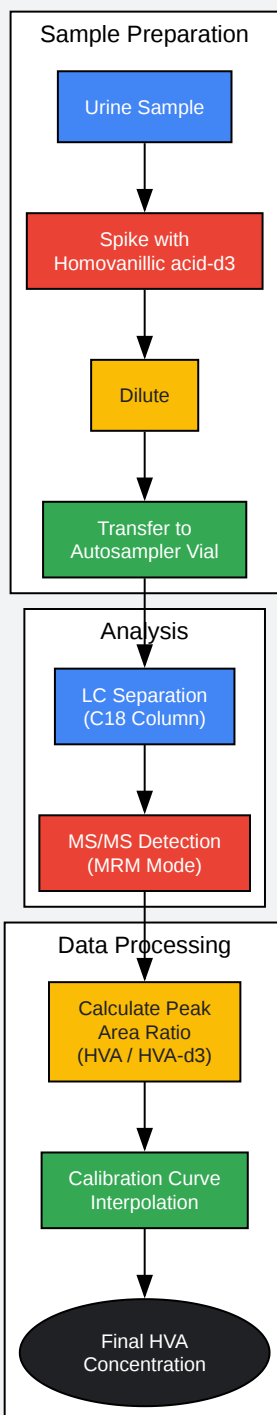 Sample Preparation
Urine Sample
Spike with
Homovanillic acid-d3
Dilute
Transfer to
Autosampler Vial
Analysis
LC Separation
(C18 Column)
MS/MS Detection
(MRM Mode)
Data Processing
Calculate Peak
Area Ratio
(HVA / HVA-d3)
Calibration Curve
Interpolation
Final HVA
Concentration